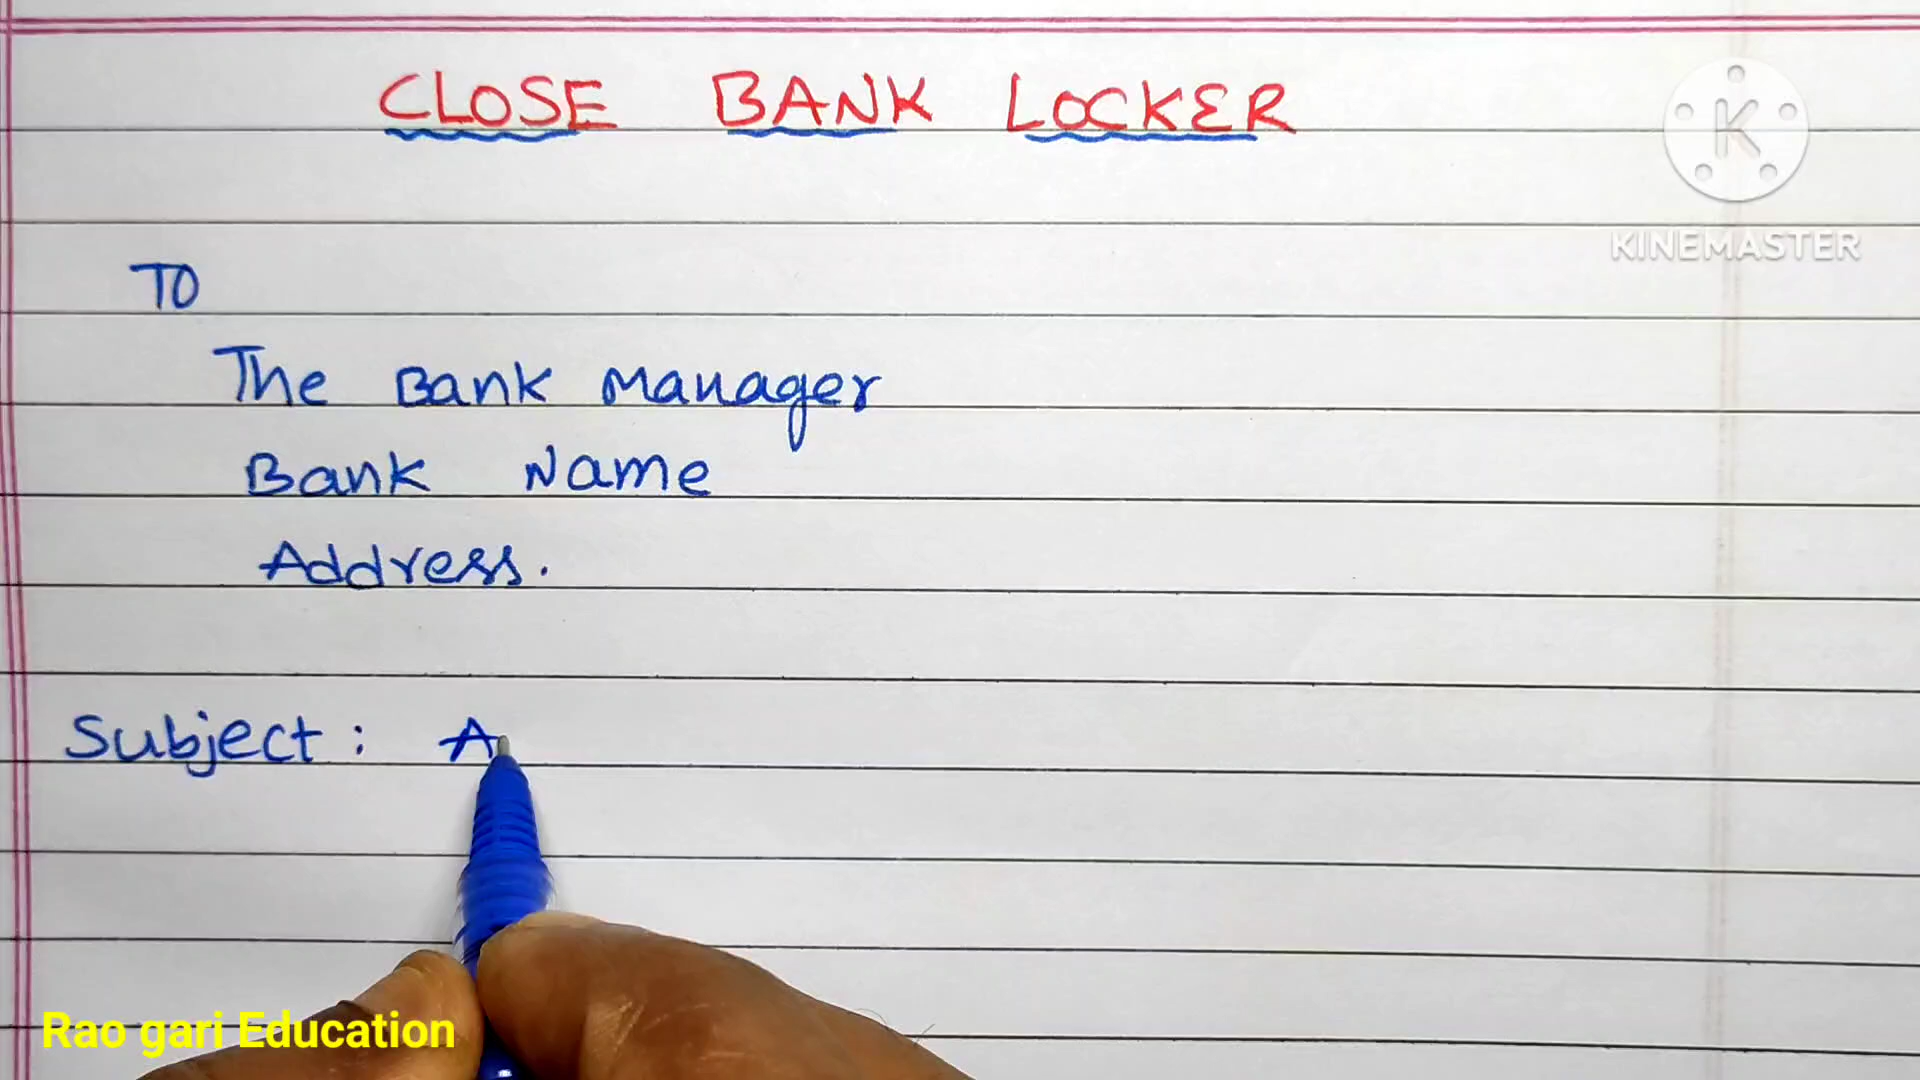 CLOSE BANK LOCKER
KINEMASTER
TO
The Bank Manager
Bank Name
Address.
Subject : A
Rao gari Education